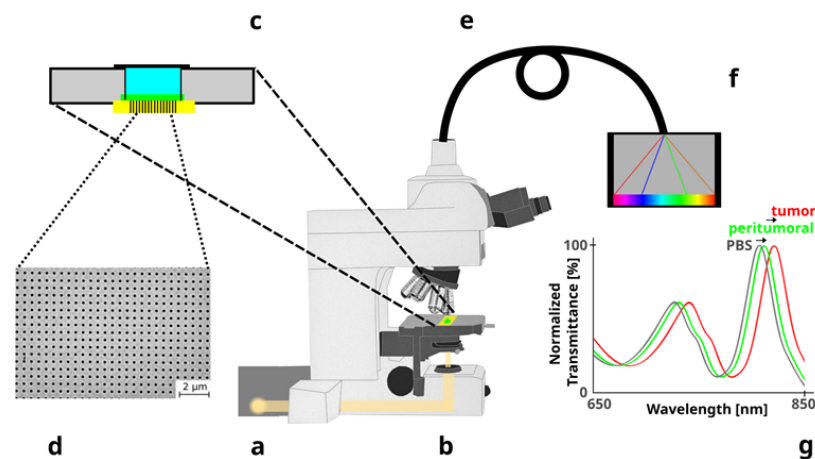 c
e
f
tumor
peritumoral
PBS
100
Normalized
Transmittance [%]
0
650
Wavelength [nm]
850
2 μm
d
a
b
g